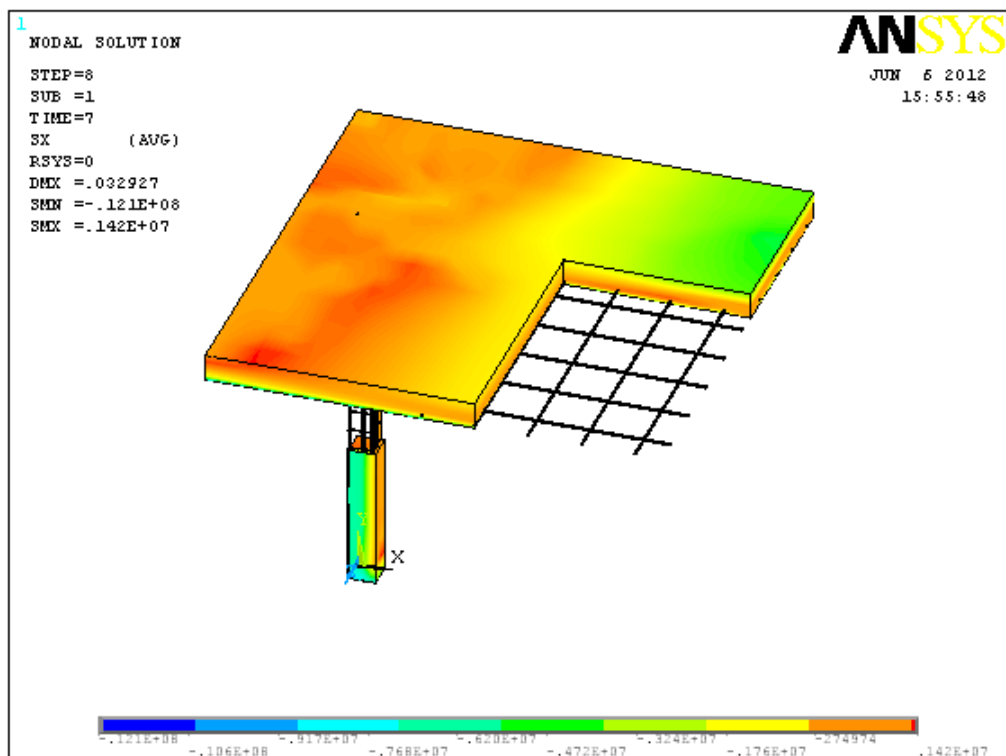 1
NODAL SOLUTION
ANSYS
STEP=8
SUB =1
TIME=7
SX (AVG)
RSYS=0
DMX =.032927
SMN =-.121E+08
SMX =.142E+07
JUN 6 2012
15:55:48
X
-.121E+08 -.917E+07 -.620E+07 -.324E+07 -274974
-.106E+08 -.768E+07 -.472E+07 -.176E+07 .142E+07